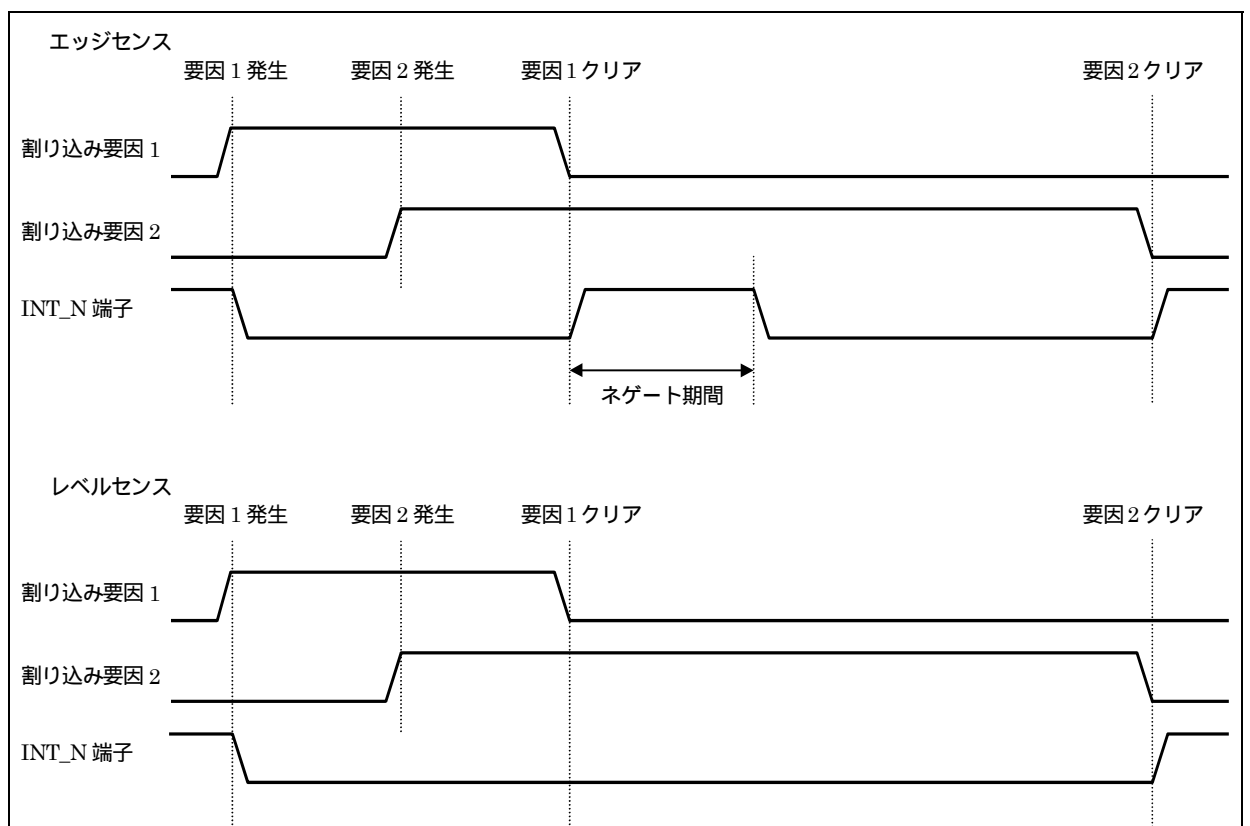 エッジセンス
要因 1 発生 要因 2 発生 要因 1 クリア 要因 2 クリア
割り込み要因 1
割り込み要因 2
INT_N 端子
ネゲート期間
レベルセンス
要因 1 発生 要因 2 発生 要因 1 クリア 要因 2 クリア
割り込み要因 1
割り込み要因 2
INT_N 端子